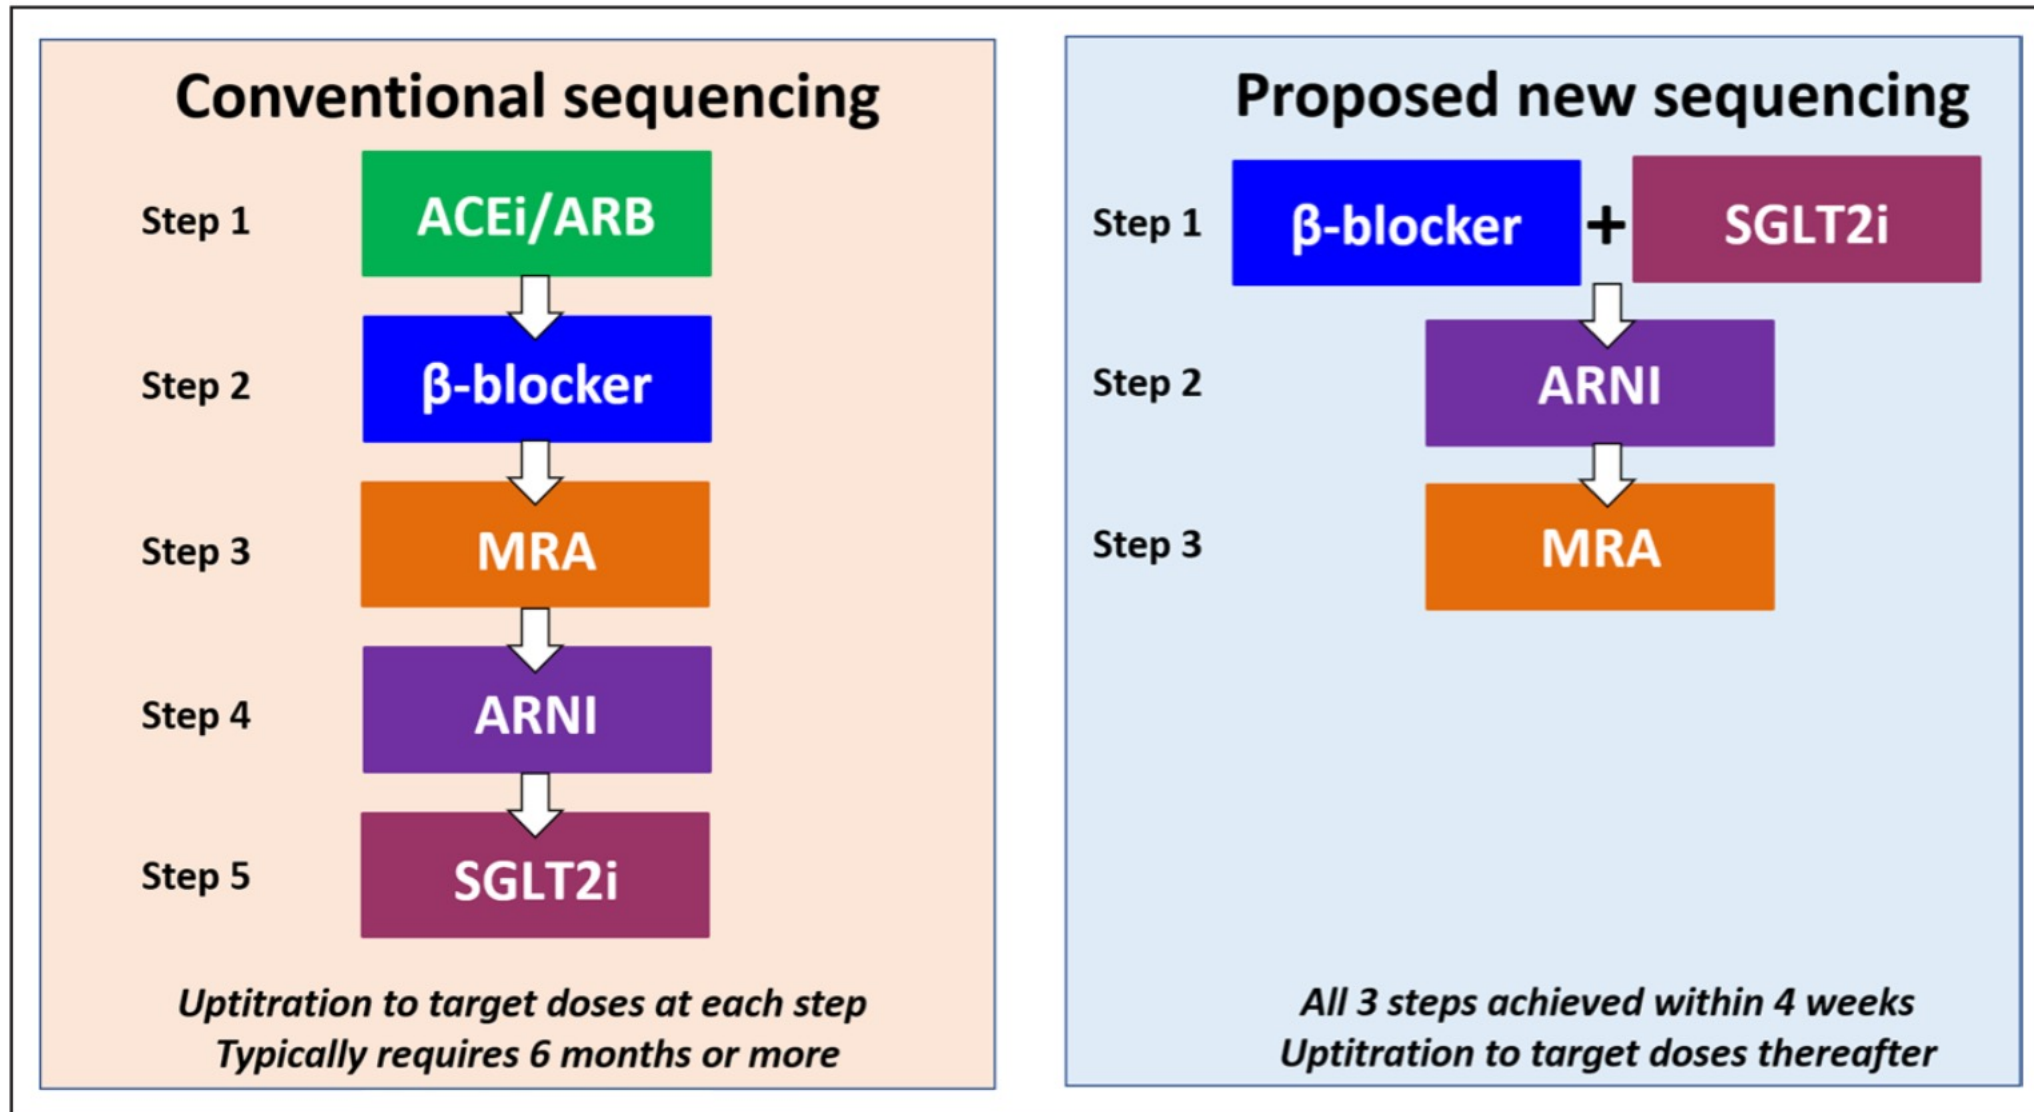 Conventional sequencing
Step 1
ACEi/ARB
Step 2
β-blocker
Step 3
MRA
Step 4
ARNI
Step 5
SGLT2i
Uptitration to target doses at each step
Typically requires 6 months or more
Proposed new sequencing
Step 1
β-blocker + SGLT2i
Step 2
ARNI
Step 3
MRA
All 3 steps achieved within 4 weeks
Uptitration to target doses thereafter